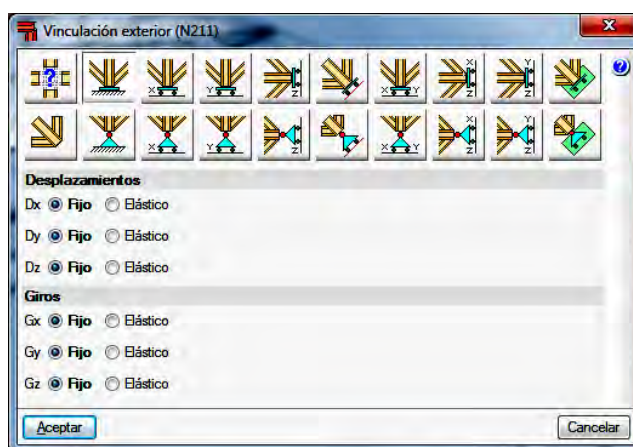 Vinculación exterior (N211)
?
X Y Z X Y X Z Y Z
X Y Z X Y X Z Y Z
Desplazamientos
Dx Fijo Elástico
Dy Fijo Elástico
Dz Fijo Elástico
Giros
Gx Fijo Elástico
Gy Fijo Elástico
Gz Fijo Elástico
Aceptar Cancelar